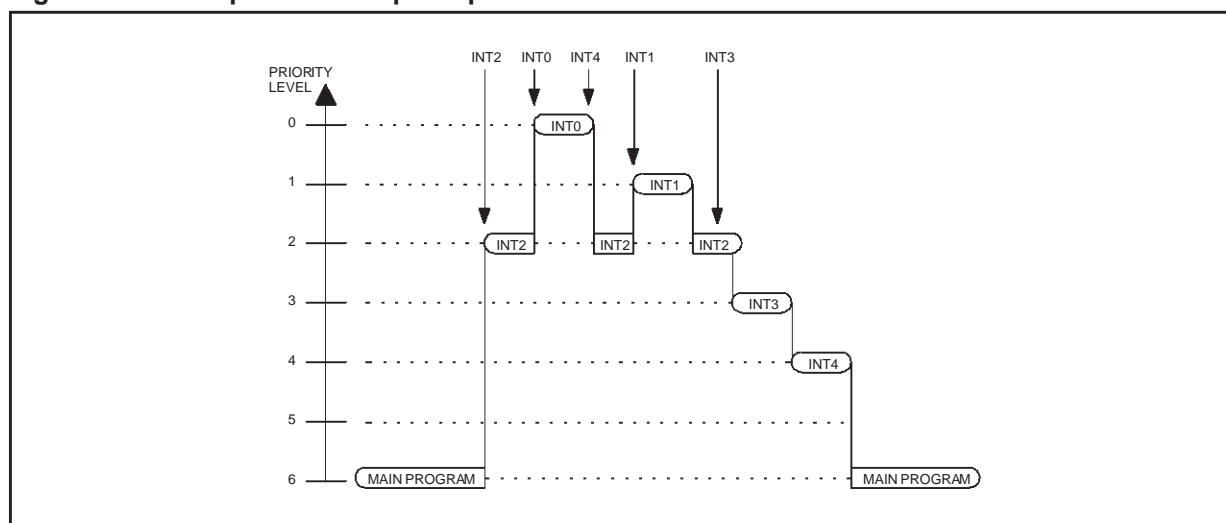 INT2 INT0 INT4 INT1 INT3
PRIORITY
LEVEL
0
INT0
1
INT1
2
INT2
INT2
INT2
3
INT3
4
INT4
5
6
MAIN PROGRAM
MAIN PROGRAM